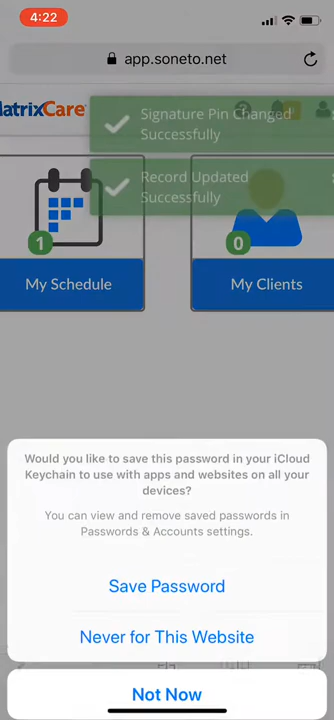 4:22
app.soneto.net
MatrixCare
Signature Pin Changed
Successfully
Record Updated
Successfully
1
0
My Schedule
My Clients
Would you like to save this password in your iCloud
Keychain to use with apps and websites on all your
devices?
You can view and remove saved passwords in
Passwords & Accounts settings.
Save Password
Never for This Website
Not Now